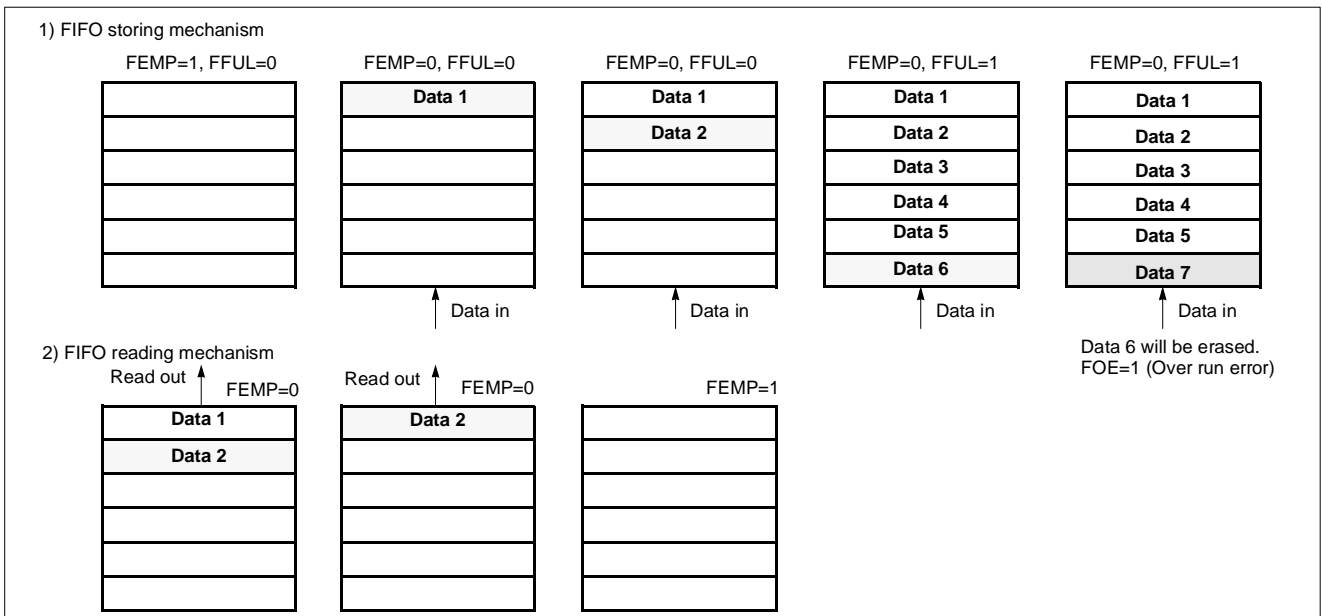 1) FIFO storing mechanism
FEMP=1, FFUL=0
FEMP=0, FFUL=0
Data 1
Data in
FEMP=0, FFUL=0
Data 1
Data 2
Data in
FEMP=0, FFUL=1
Data 1
Data 2
Data 3
Data 4
Data 5
Data 6
Data in
FEMP=0, FFUL=1
Data 1
Data 2
Data 3
Data 4
Data 5
Data 7
Data in
Data 6 will be erased.
FOE=1 (Over run error)
2) FIFO reading mechanism
Read out
FEMP=0
Data 1
Data 2
Read out
FEMP=0
Data 2
FEMP=1